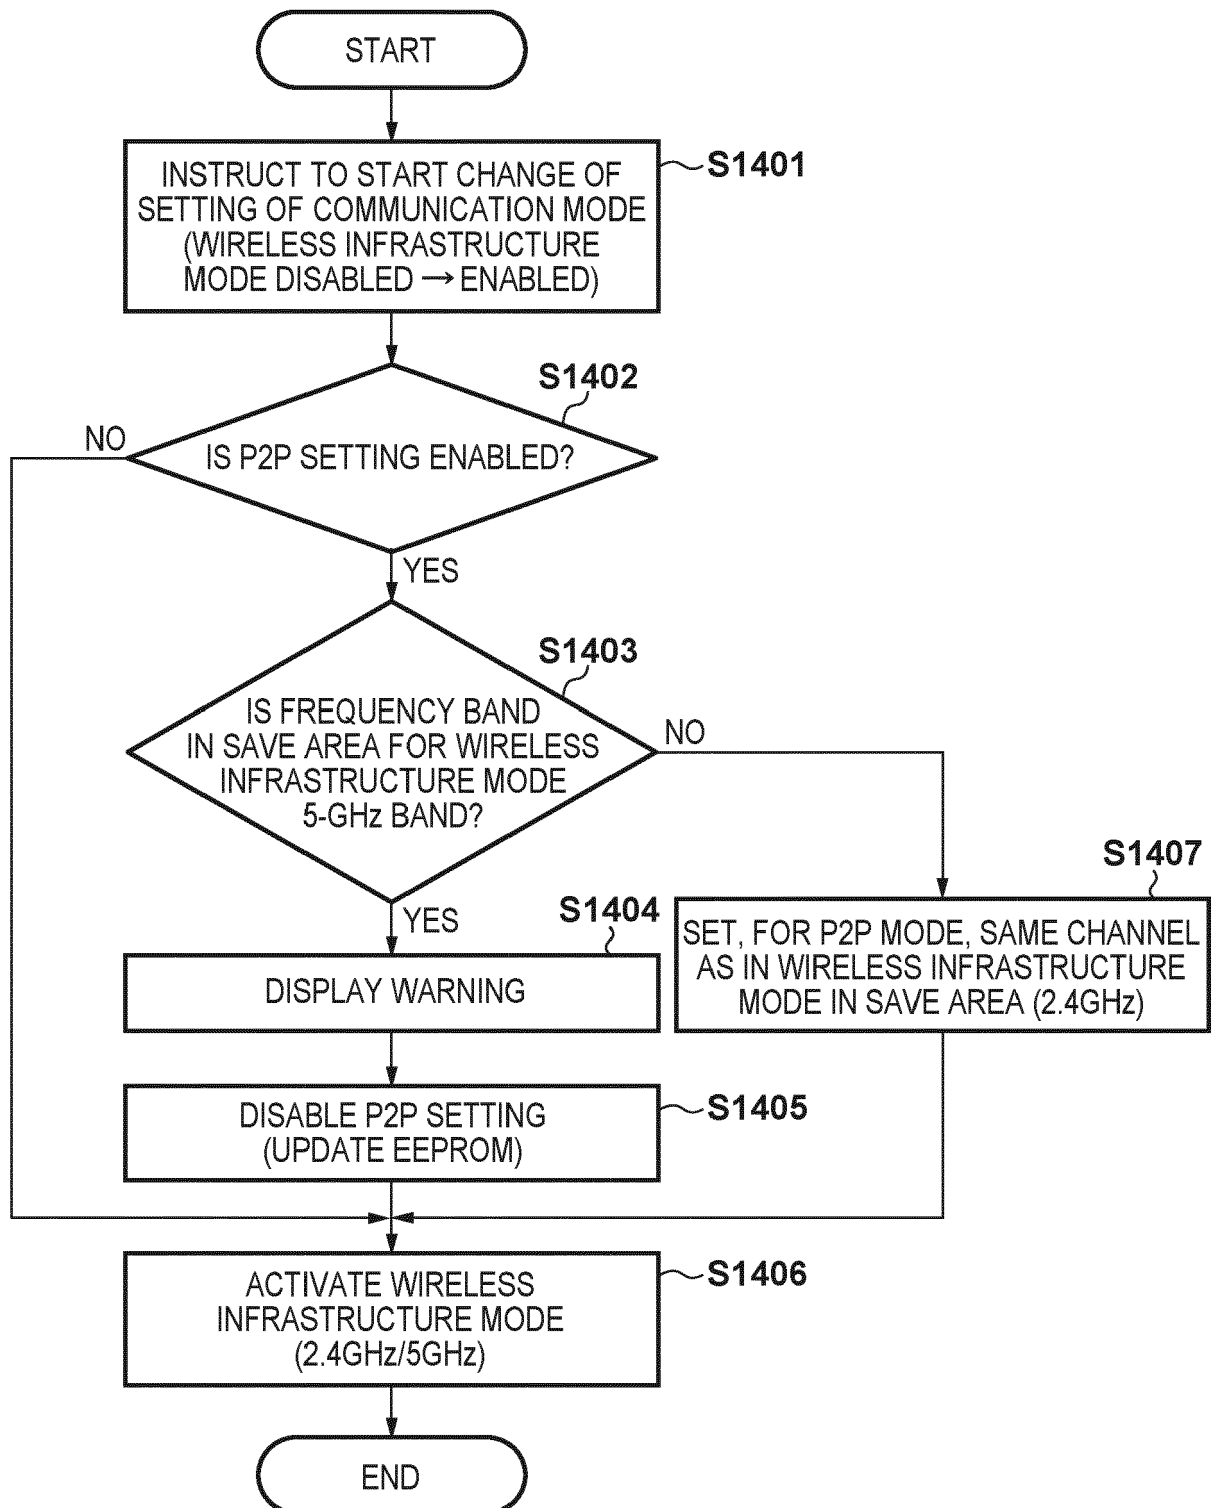 START
S1401
INSTRUCT TO START CHANGE OF
SETTING OF COMMUNICATION MODE
(WIRELESS INFRASTRUCTURE
MODE DISABLED → ENABLED)
S1402
NO
IS P2P SETTING ENABLED?
YES
S1403
IS FREQUENCY BAND
IN SAVE AREA FOR WIRELESS
INFRASTRUCTURE MODE
5-GHz BAND?
NO
YES
S1404
DISPLAY WARNING
S1407
SET, FOR P2P MODE, SAME CHANNEL
AS IN WIRELESS INFRASTRUCTURE
MODE IN SAVE AREA (2.4GHz)
S1405
DISABLE P2P SETTING
(UPDATE EEPROM)
S1406
ACTIVATE WIRELESS
INFRASTRUCTURE MODE
(2.4GHz/5GHz)
END